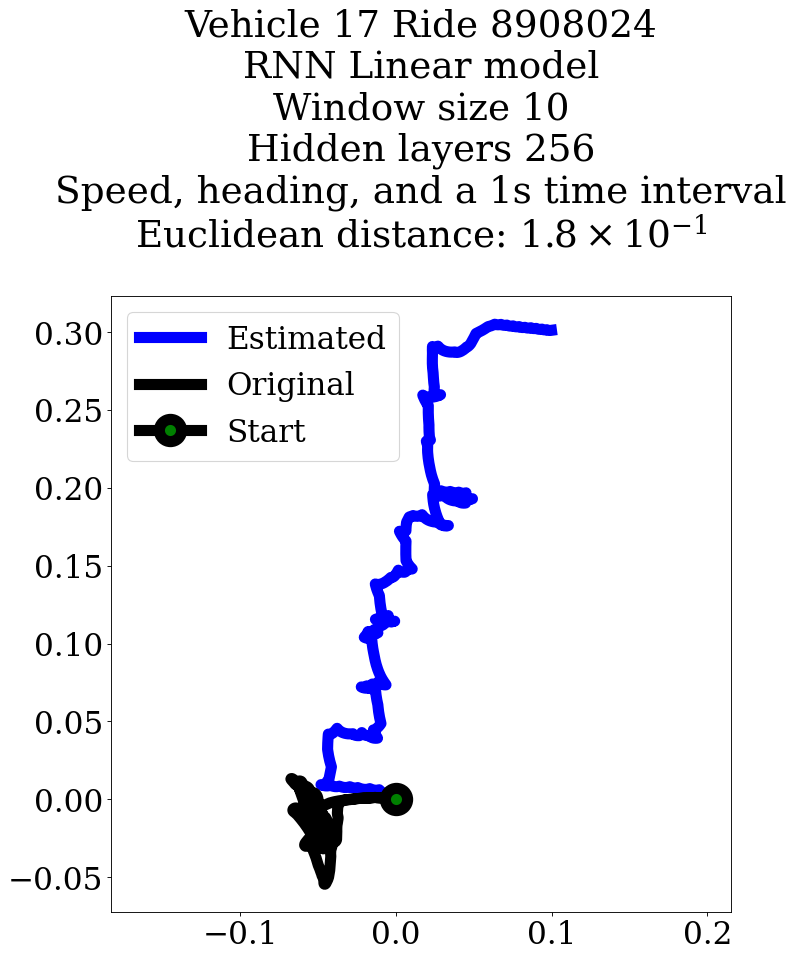 Vehicle 17 Ride 8908024
RNN Linear model
Window size 10
Hidden layers 256
Speed, heading, and a 1s time interval
Euclidean distance: 1.8 × 10⁻¹
Estimated
Original
Start
0.30
0.25
0.20
0.15
0.10
0.05
0.00
−0.05
−0.1
0.0
0.1
0.2